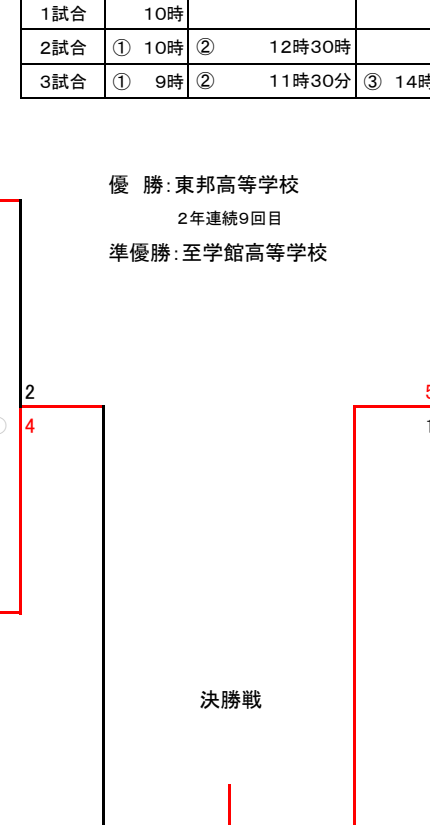 1試合 10時
2試合 ① 10時 ② 12時30時
3試合 ① 9時 ② 11時30分 ③ 14時
優 勝:東邦高等学校
2年連続9回目
準優勝:至学館高等学校
2 5
4 1
決勝戦